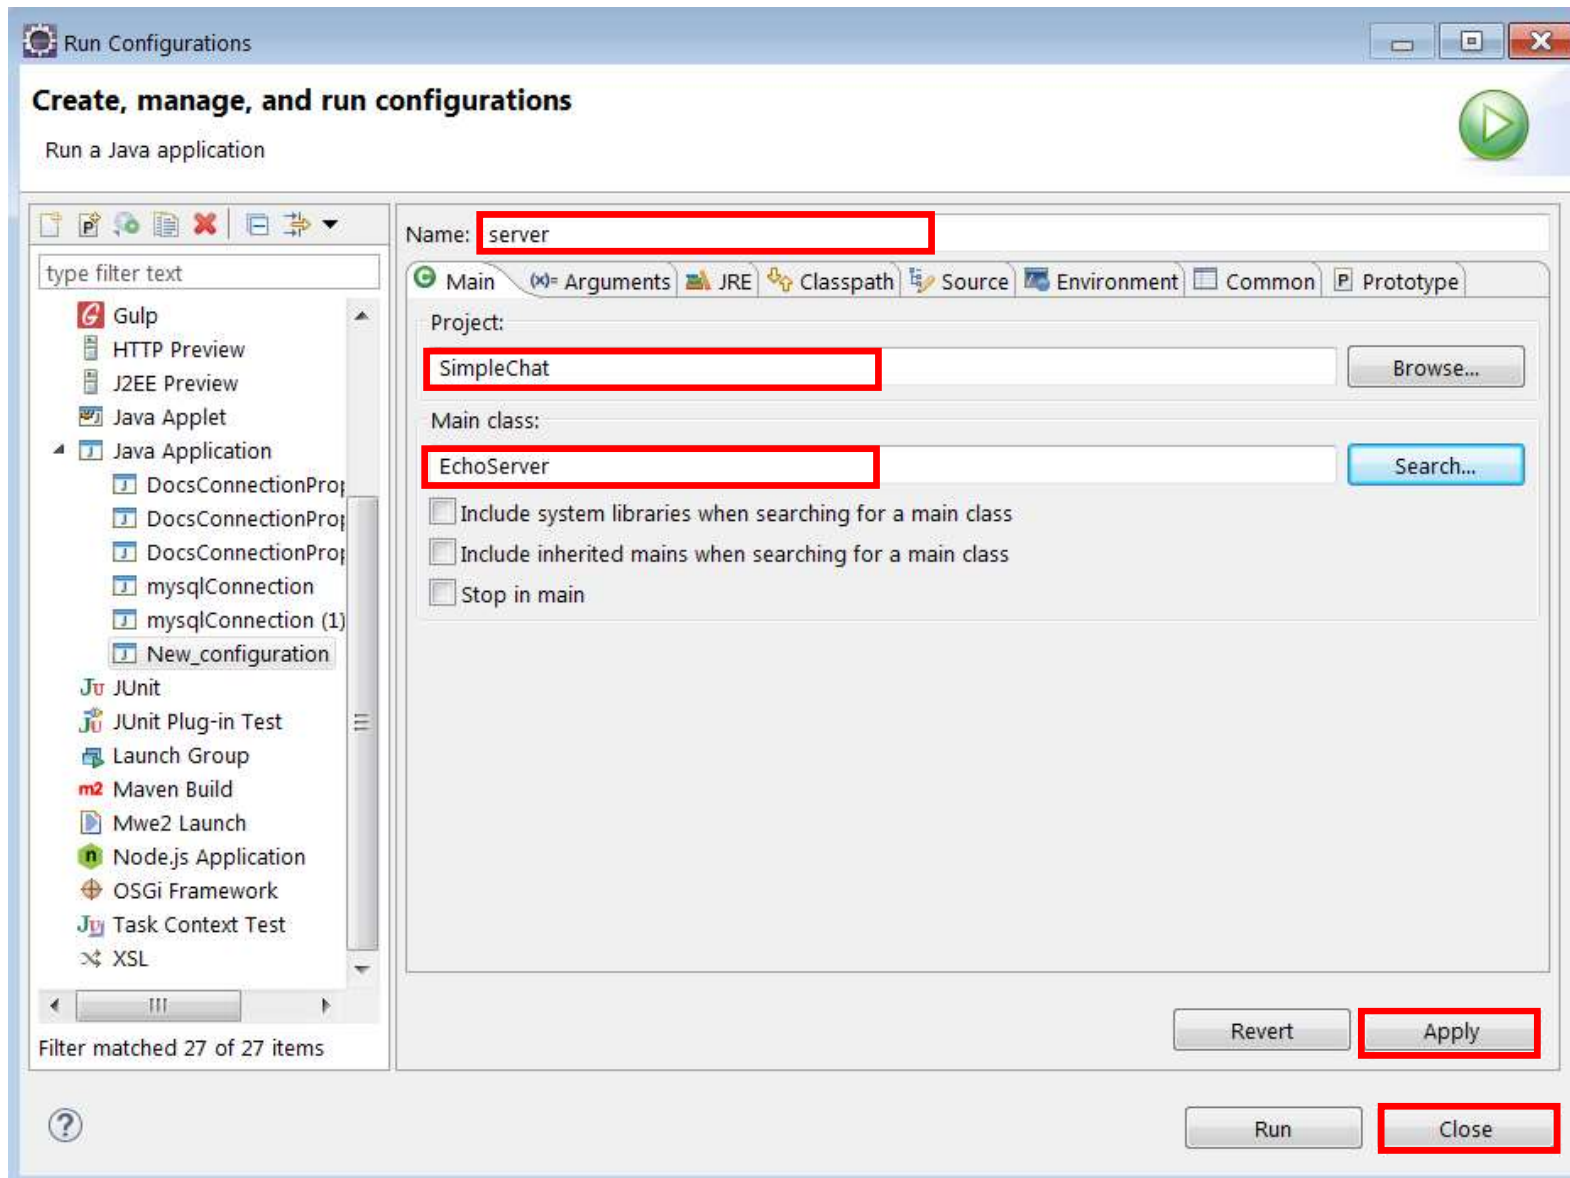 Run Configurations
Create, manage, and run configurations
Run a Java application
type filter text
Gulp
HTTP Preview
J2EE Preview
Java Applet
Java Application
DocsConnectionProp
DocsConnectionProp
DocsConnectionProp
mysqlConnection
mysqlConnection (1)
New_configuration
JUnit
JUnit Plug-in Test
Launch Group
m2 Maven Build
Mwe2 Launch
Node.js Application
OSGi Framework
Task Context Test
XSL
Filter matched 27 of 27 items
Name: server
Main (x)= Arguments JRE Classpath Source Environment Common P Prototype
Project:
SimpleChat Browse...
Main class:
EchoServer Search...
Include system libraries when searching for a main class
Include inherited mains when searching for a main class
Stop in main
Revert Apply
Run Close